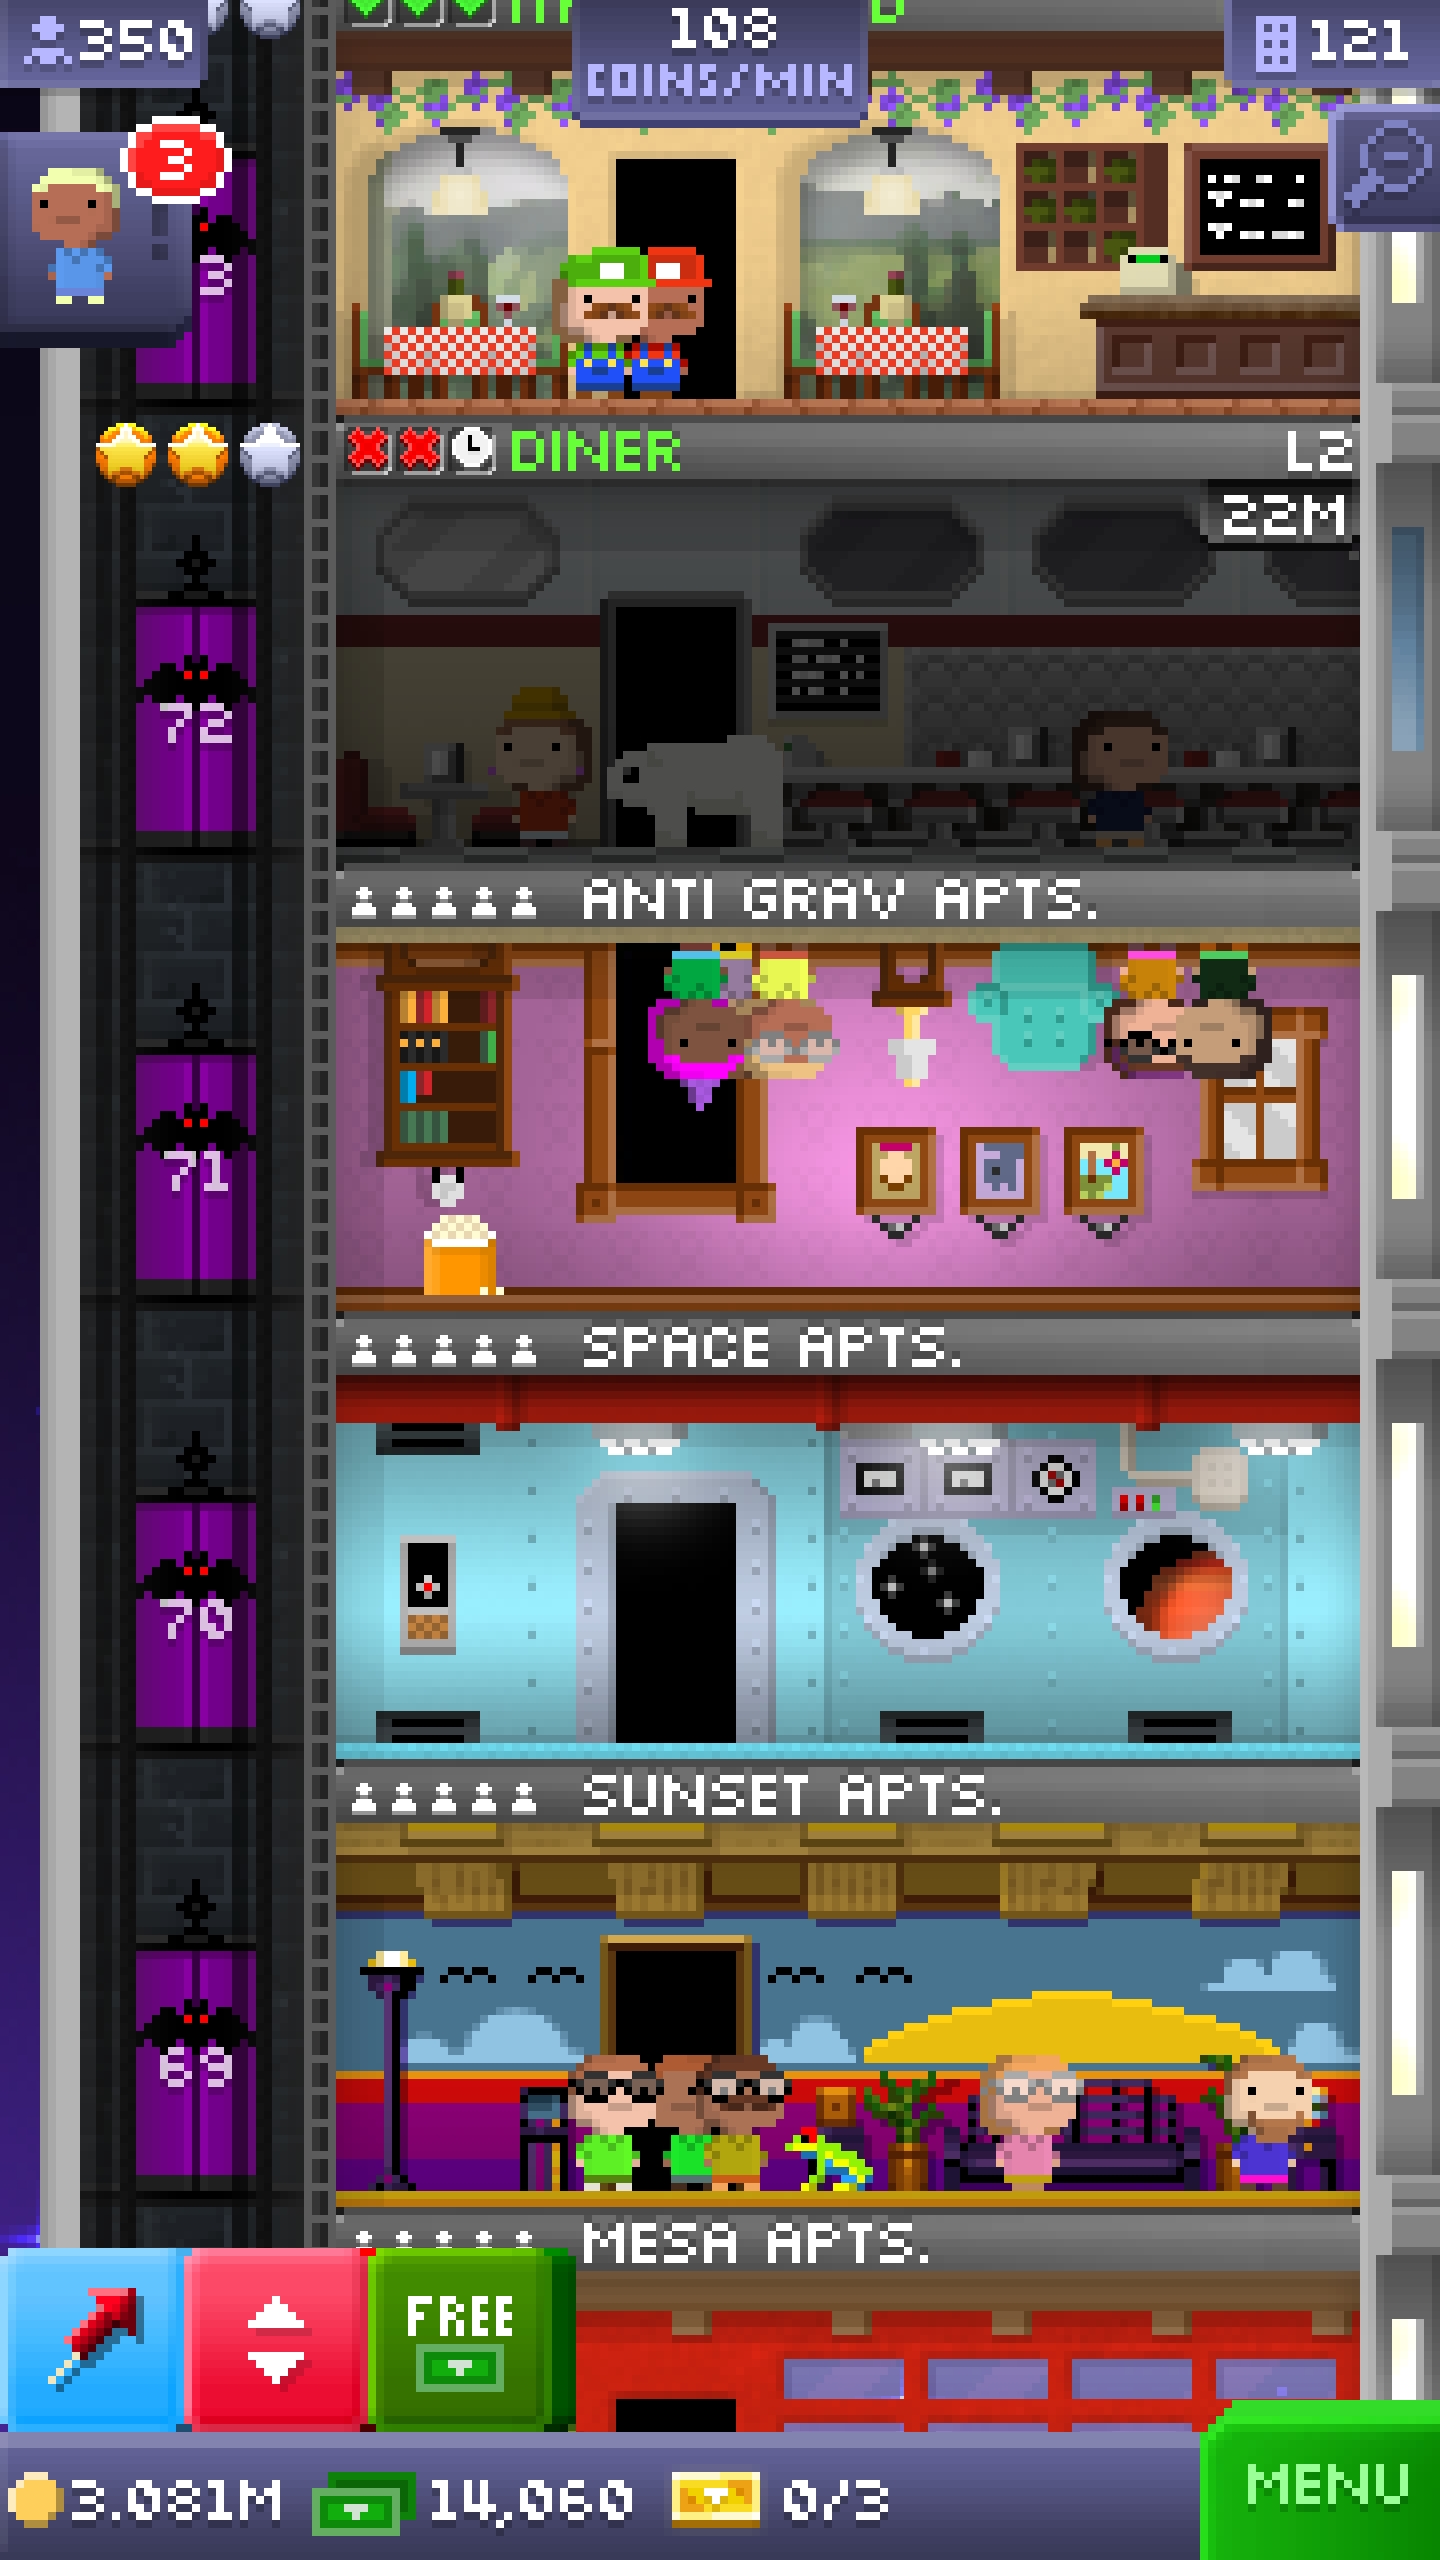 350
108
COINS/MIN
121
3
3
DINER L2
22M
72
ANTI GRAV APTS.
71
SPACE APTS.
70
SUNSET APTS.
69
MESA APTS.
FREE
3.081M 14,060 0/3
MENU